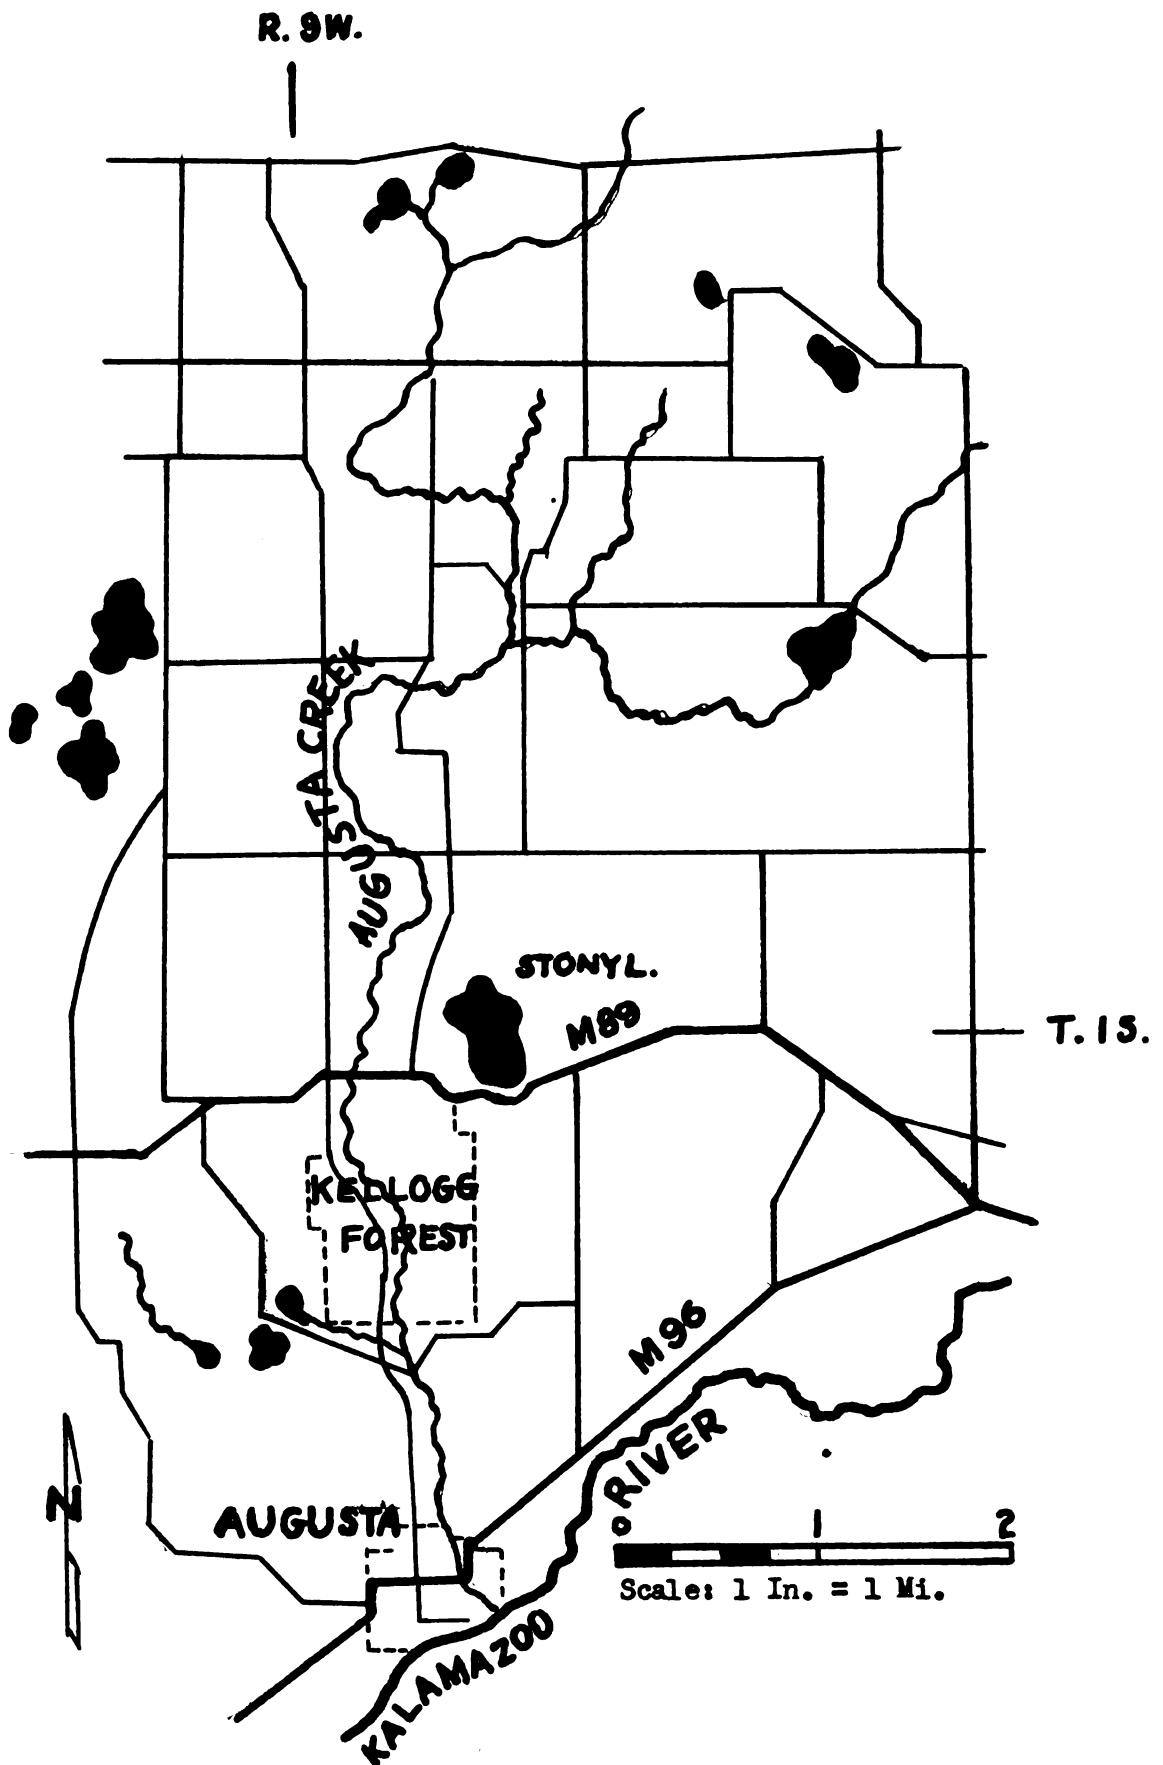 R. 9W.
AUGUSTA CREEK
STONY L.
M89
T. 1S.
KELLOGG
FOREST
M96
N
AUGUSTA
KALAMAZOO RIVER
0 1 2
Scale: 1 In. = 1 Mi.